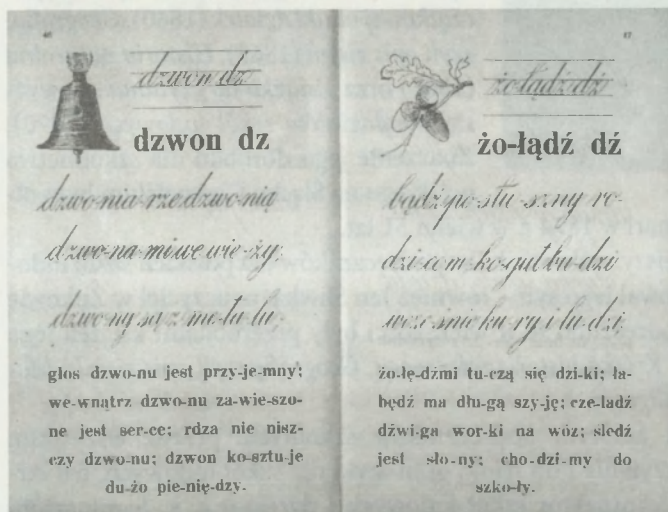 46
dzwon dz
dzwon dz
dzwo-nia-rze dzwo-nią
dzwo-na-mi we wie-ży;
dzwo-ny są z me-ta-lu;
głos dzwo-nu jest przy-je-mny;
we-wnątrz dzwo-nu za-wie-szo-
ne jest ser-ce; rdza nie nisz-
czy dzwo-nu; dzwon ko-sztu-je
du-żo pie-nię-dzy.
47
żo-łądź dź
żo-łądź dź
bądź po-słu-szny ro-
dzi-com ko-gut bu-dzi
wcze-śnie ku-ry i lu-dzi;
żo-łę-dźmi tu-czą się dzi-ki; ła-
będź ma dłu-gą szy-ję; cze-ladź
dźwi-ga wor-ki na wóz; śledź
jest sło-ny; cho-dzi-my do
szko-ły.